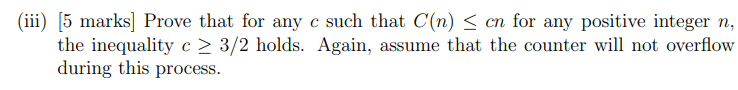 (iii) [5 marks] Prove that for any c such that C(n) ≤ cn for any positive integer n,
the inequality c ≥ 3/2 holds. Again, assume that the counter will not overflow
during this process.